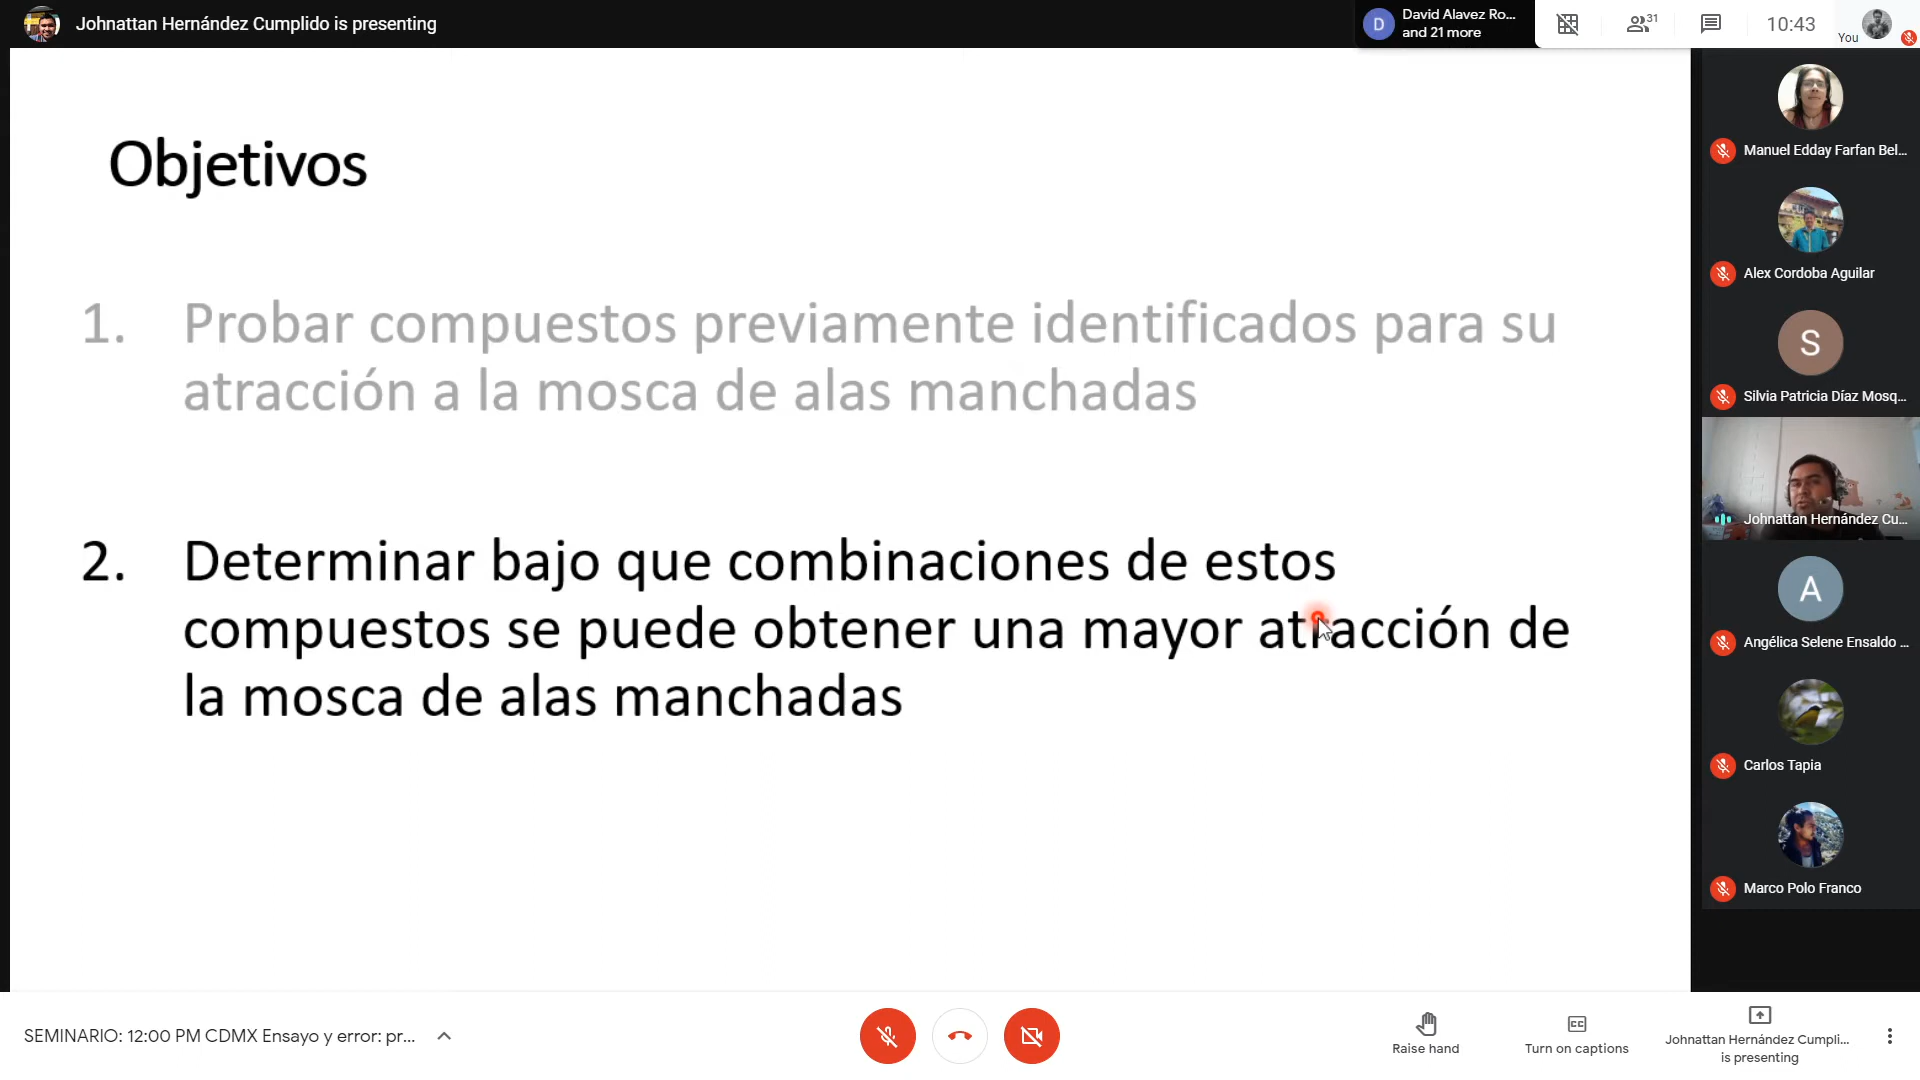 Johnattan Hernández Cumplido is presenting
D
David Alavez Ro...
and 21 more
31
10:43
You
Objetivos
1. Probar compuestos previamente identificados para su
atracción a la mosca de alas manchadas
2. Determinar bajo que combinaciones de estos
compuestos se puede obtener una mayor atracción de
la mosca de alas manchadas
Manuel Edday Farfan Bel...
Alex Cordoba Aguilar
S
Silvia Patricia Díaz Mosq...
Johnattan Hernández Cu...
A
Angélica Selene Ensaldo ...
Carlos Tapia
Marco Polo Franco
SEMINARIO: 12:00 PM CDMX Ensayo y error: pr...
Raise hand
CC
Turn on captions
Johnattan Hernández Cumpli...
is presenting